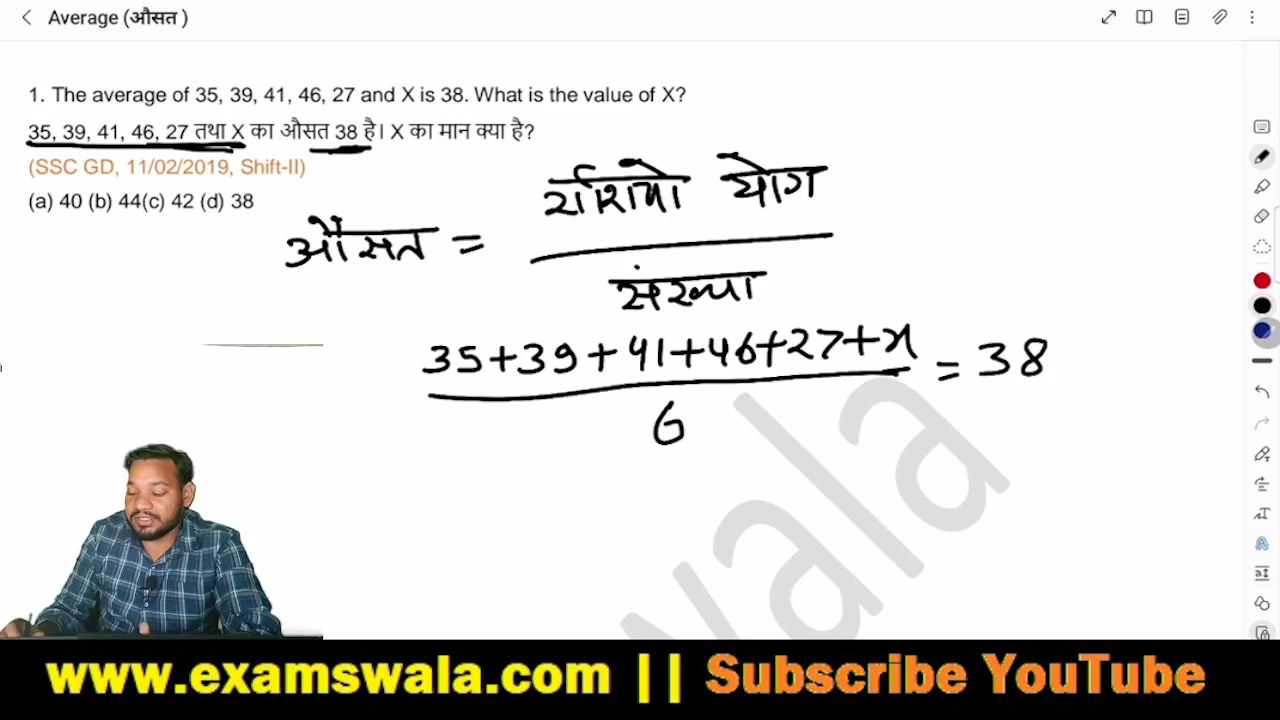 Average (औसत )
1. The average of 35, 39, 41, 46, 27 and X is 38. What is the value of X?
35, 39, 41, 46, 27 तथा X का औसत 38 है। X का मान क्या है?
(SSC GD, 11/02/2019, Shift-II)
(a) 40 (b) 44(c) 42 (d) 38
औसत = राशियो योग
संख्या
35+39+41+46+27+x = 38
6
wala
www.examswala.com || Subscribe YouTube